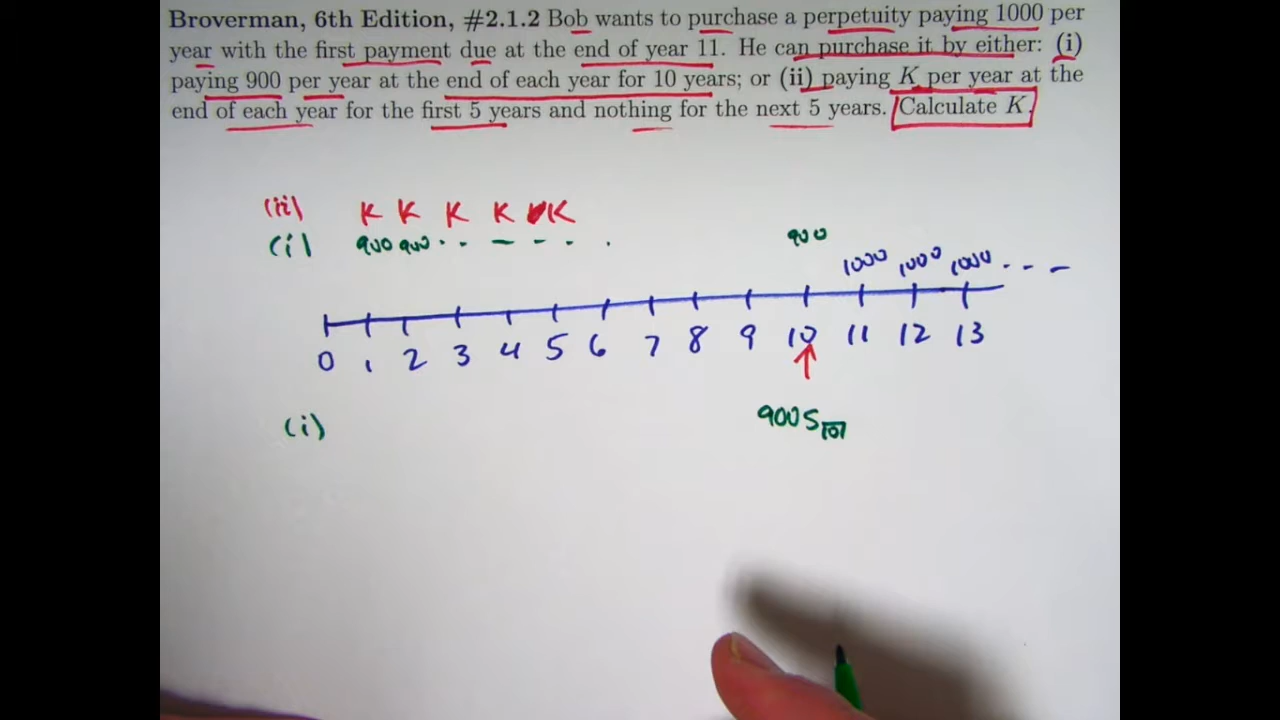 Broverman, 6th Edition, #2.1.2 Bob wants to purchase a perpetuity paying 1000 per
year with the first payment due at the end of year 11. He can purchase it by either: (i)
paying 900 per year at the end of each year for 10 years; or (ii) paying K per year at the
end of each year for the first 5 years and nothing for the next 5 years. Calculate K.
(ii) K K K K K
(i) 900 900 .. - - . . 900
1000 1000 1000 . - -
0 1 2 3 4 5 6 7 8 9 10 11 12 13
(i) 900 S10